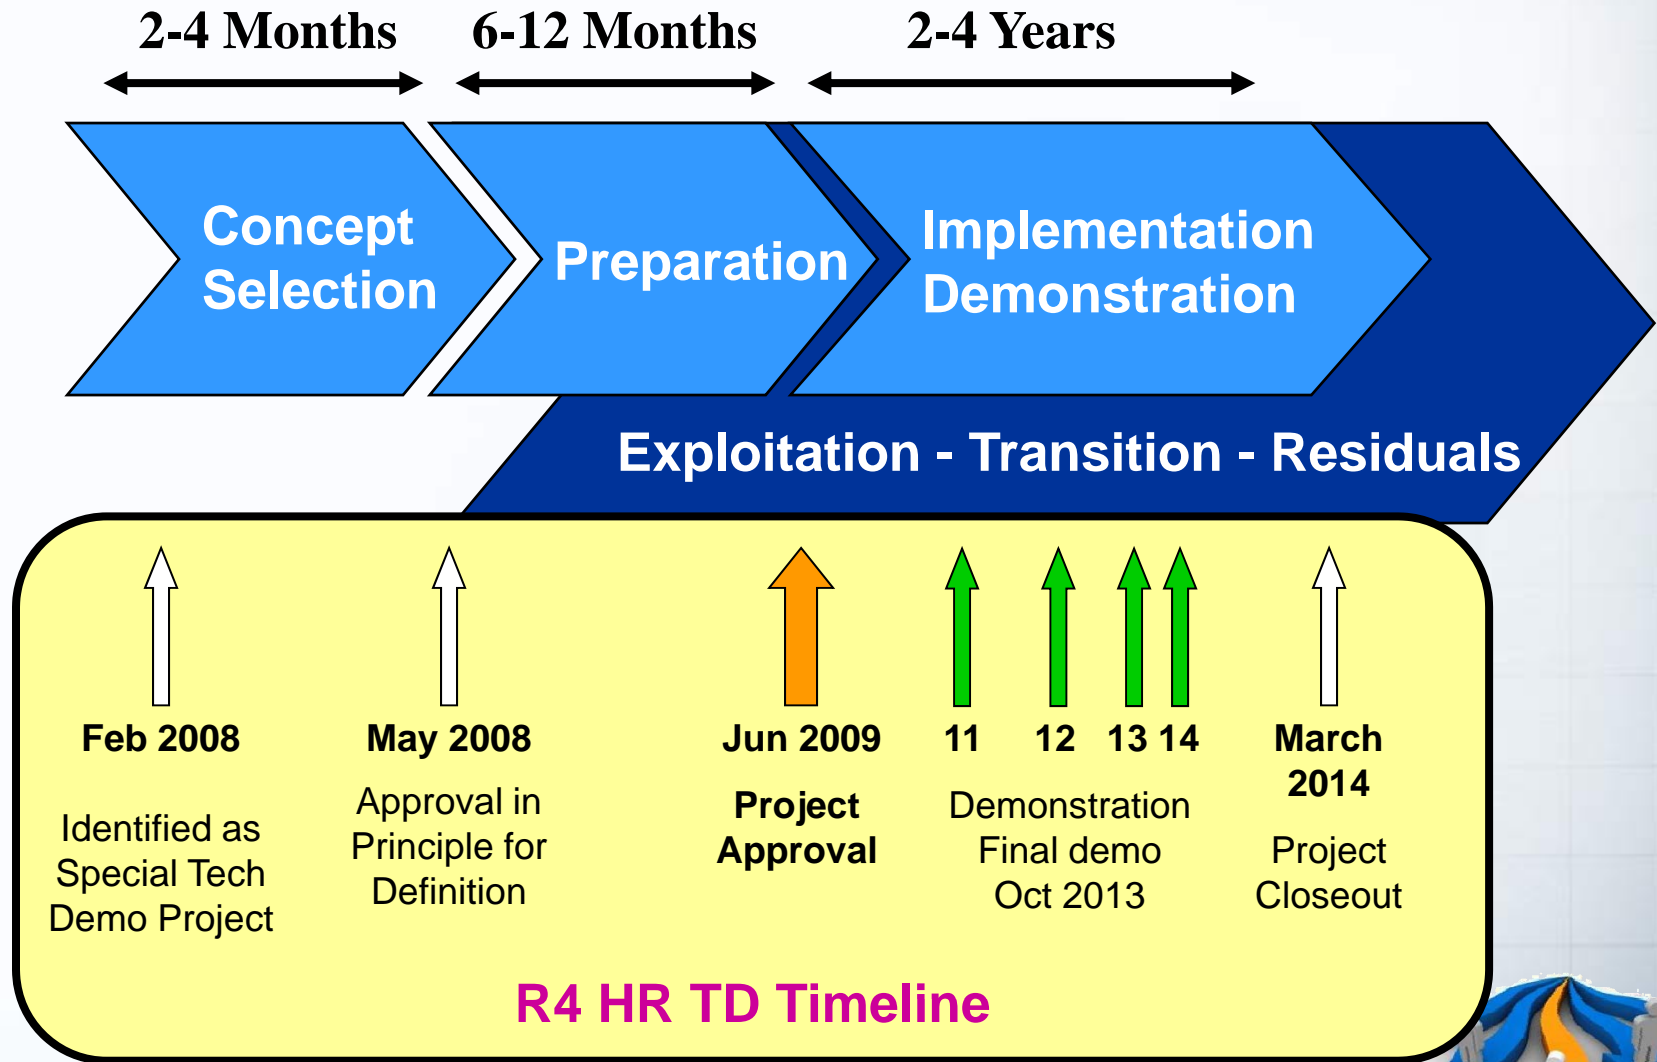 2-4 Months
6-12 Months
2-4 Years
Concept
Selection
Preparation
Implementation
Demonstration
Exploitation - Transition - Residuals
Feb 2008
Identified as
Special Tech
Demo Project
May 2008
Approval in
Principle for
Definition
Jun 2009
Project
Approval
11 12 13 14
Demonstration
Final demo
Oct 2013
March
2014
Project
Closeout
R4 HR TD Timeline